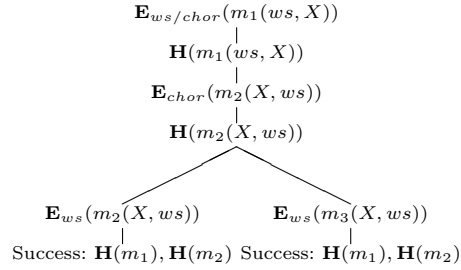 E_{ws/chor}(m_1(ws, X))
H(m_1(ws, X))
E_{chor}(m_2(X, ws))
H(m_2(X, ws))
E_{ws}(m_2(X, ws)) E_{ws}(m_3(X, ws))
Success: H(m_1), H(m_2) Success: H(m_1), H(m_2)